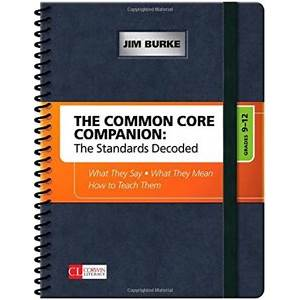 JIM BURKE
THE COMMON CORE
COMPANION:
The Standards Decoded
What They Say • What They Mean
How to Teach Them
GRADES 9–12
CL CORWIN
LITERACY